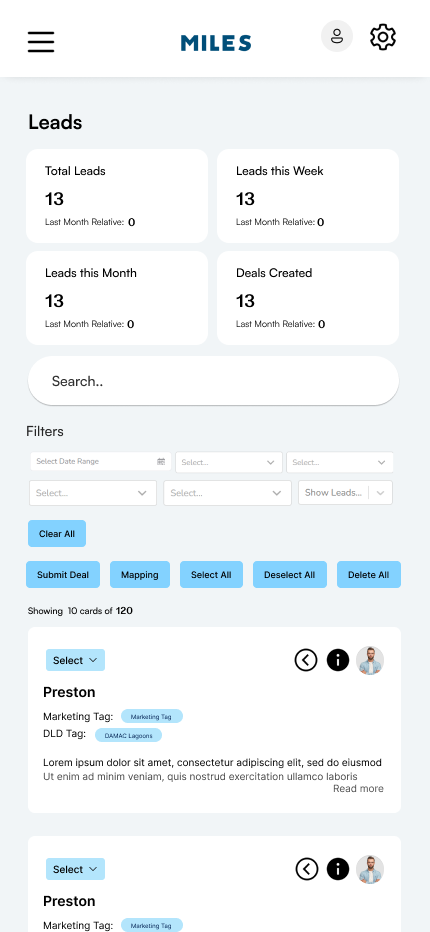 MILES
Leads
Total Leads
13
Last Month Relative: 0
Leads this Week
13
Last Month Relative: 0
Leads this Month
13
Last Month Relative: 0
Deals Created
13
Last Month Relative: 0
Search..
Filters
Select Date Range
Select...
Select...
Select...
Select...
Show Leads...
Clear All
Submit Deal
Mapping
Select All
Deselect All
Delete All
Showing 10 cards of 120
Select
Preston
Marketing Tag: Marketing Tag
DLD Tag: DAMAC Lagoons
Lorem ipsum dolor sit amet, consectetur adipiscing elit, sed do eiusmod
Ut enim ad minim veniam, quis nostrud exercitation ullamco laboris
Read more
Select
Preston
Marketing Tag: Marketing Tag